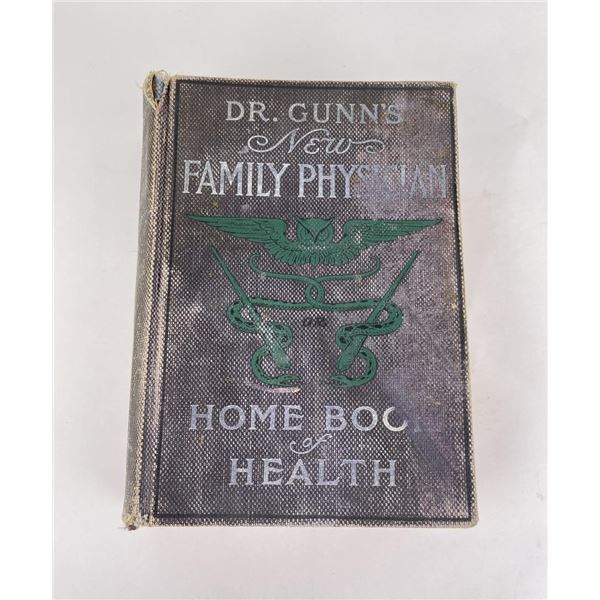 DR. GUNN'S
New
FAMILY PHYSICIAN
HOME BOOK
of
HEALTH